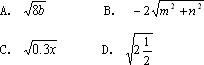 A. √(8b)  B. −2√(m² + n²)
C. √(0.3x)  D. √(2 1/2)